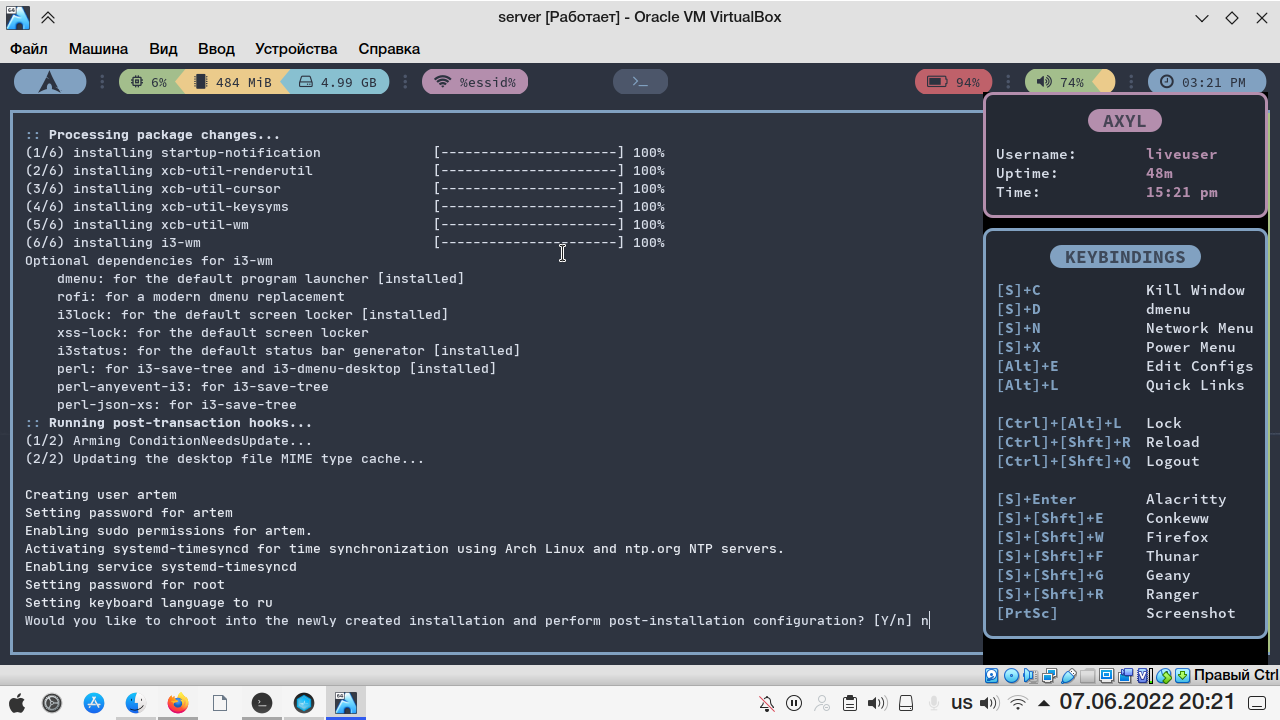 server [Работает] - Oracle VM VirtualBox
Файл Машина Вид Ввод Устройства Справка
6% 484 MiB 4.99 GB %essid% >_ 94% 74% 03:21 PM
:: Processing package changes...
(1/6) installing startup-notification [----------------------] 100%
(2/6) installing xcb-util-renderutil [----------------------] 100%
(3/6) installing xcb-util-cursor [----------------------] 100%
(4/6) installing xcb-util-keysyms [----------------------] 100%
(5/6) installing xcb-util-wm [----------------------] 100%
(6/6) installing i3-wm [----------------------] 100%
Optional dependencies for i3-wm
dmenu: for the default program launcher [installed]
rofi: for a modern dmenu replacement
i3lock: for the default screen locker [installed]
xss-lock: for the default screen locker
i3status: for the default status bar generator [installed]
perl: for i3-save-tree and i3-dmenu-desktop [installed]
perl-anyevent-i3: for i3-save-tree
perl-json-xs: for i3-save-tree
:: Running post-transaction hooks...
(1/2) Arming ConditionNeedsUpdate...
(2/2) Updating the desktop file MIME type cache...
Creating user artem
Setting password for artem
Enabling sudo permissions for artem.
Activating systemd-timesyncd for time synchronization using Arch Linux and ntp.org NTP servers.
Enabling service systemd-timesyncd
Setting password for root
Setting keyboard language to ru
Would you like to chroot into the newly created installation and perform post-installation configuration? [Y/n] n
AXYL
Username: liveuser
Uptime: 48m
Time: 15:21 pm
KEYBINDINGS
[S]+C Kill Window
[S]+D dmenu
[S]+N Network Menu
[S]+X Power Menu
[Alt]+E Edit Configs
[Alt]+L Quick Links
[Ctrl]+[Alt]+L Lock
[Ctrl]+[Shft]+R Reload
[Ctrl]+[Shft]+Q Logout
[S]+Enter Alacritty
[S]+[Shft]+E Conkeww
[S]+[Shft]+W Firefox
[S]+[Shft]+F Thunar
[S]+[Shft]+G Geany
[S]+[Shft]+R Ranger
[PrtSc] Screenshot
Правый Ctrl
us 07.06.2022 20:21